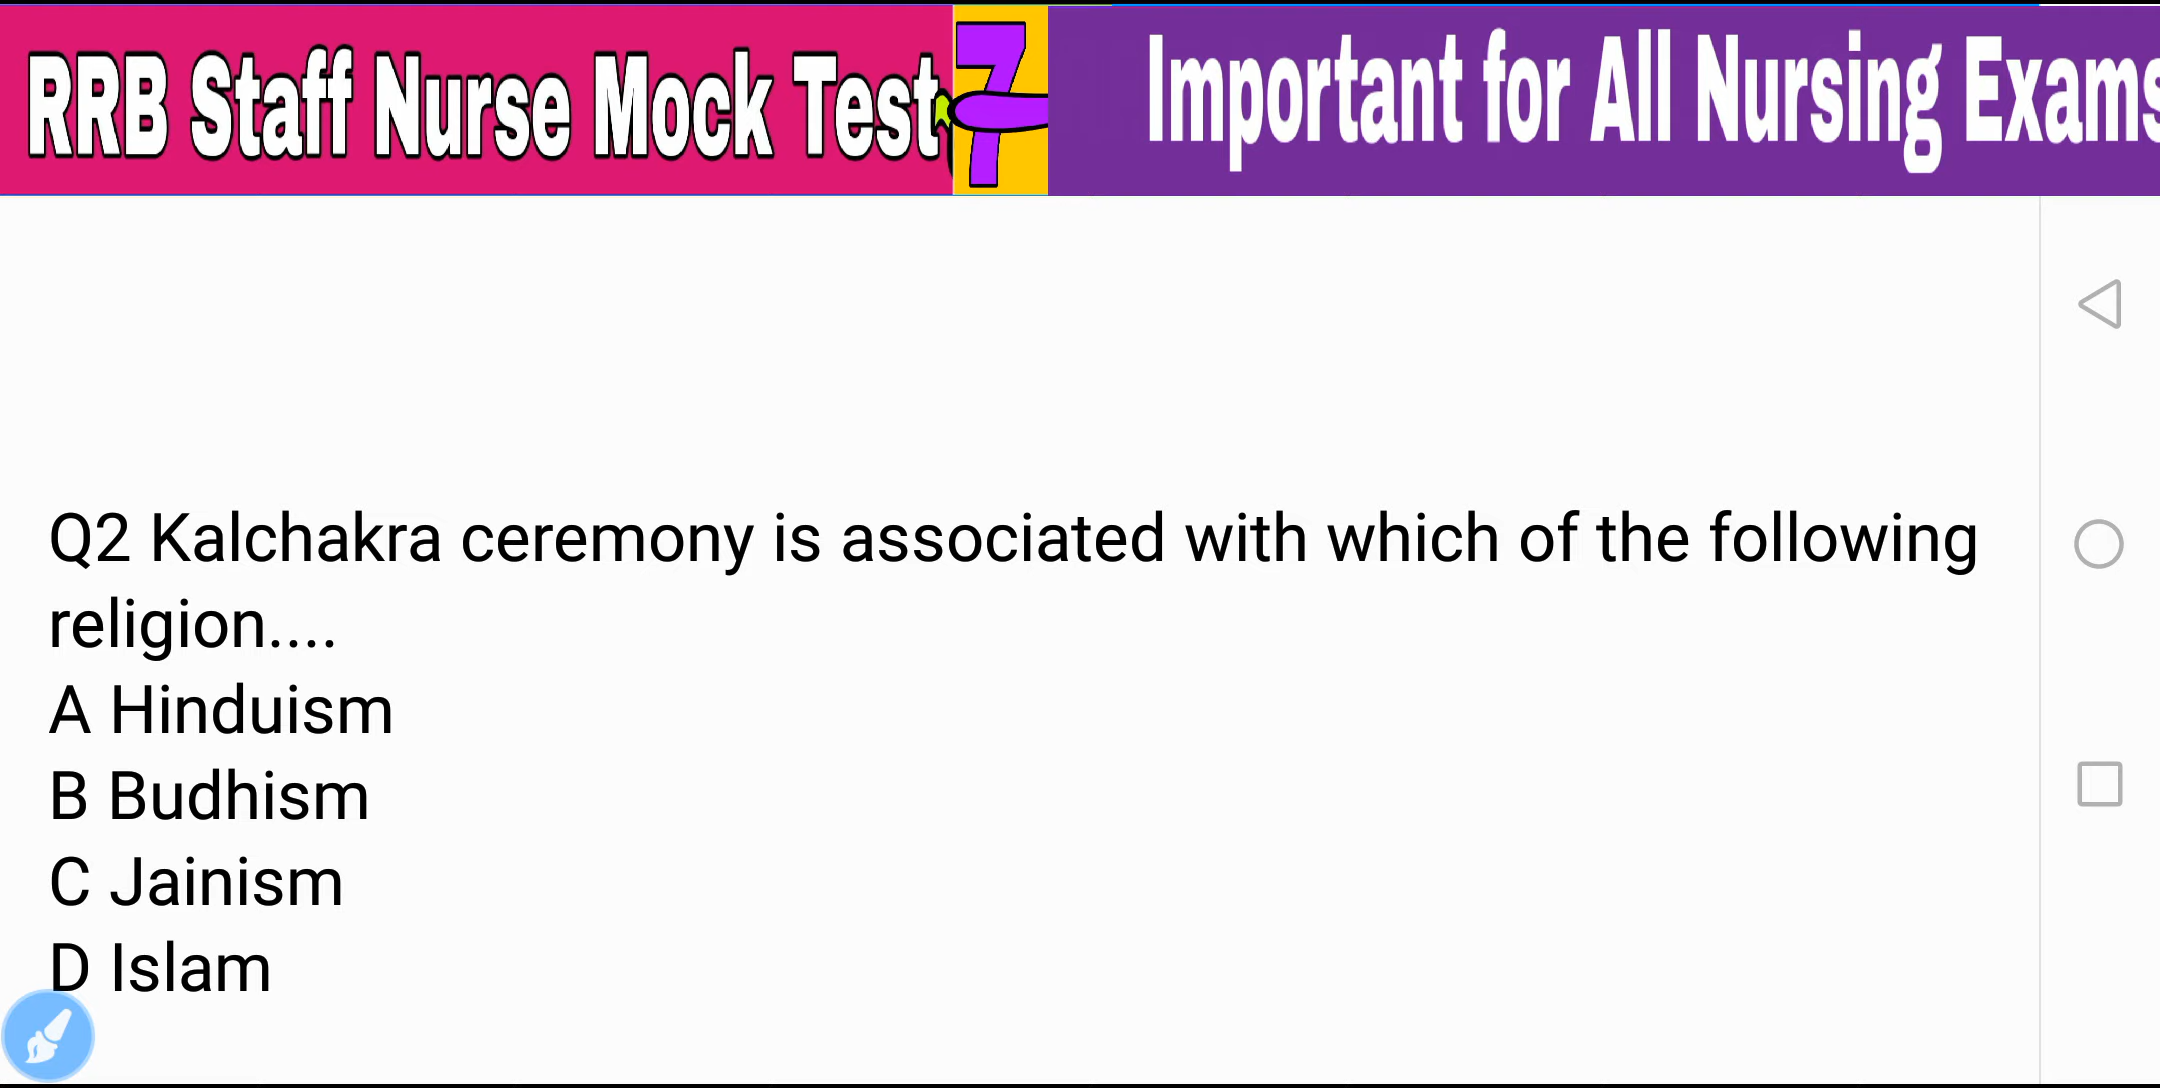 RRB Staff Nurse Mock Test 7 Important for All Nursing Exams
Q2 Kalchakra ceremony is associated with which of the following
religion....
A Hinduism
B Budhism
C Jainism
D Islam